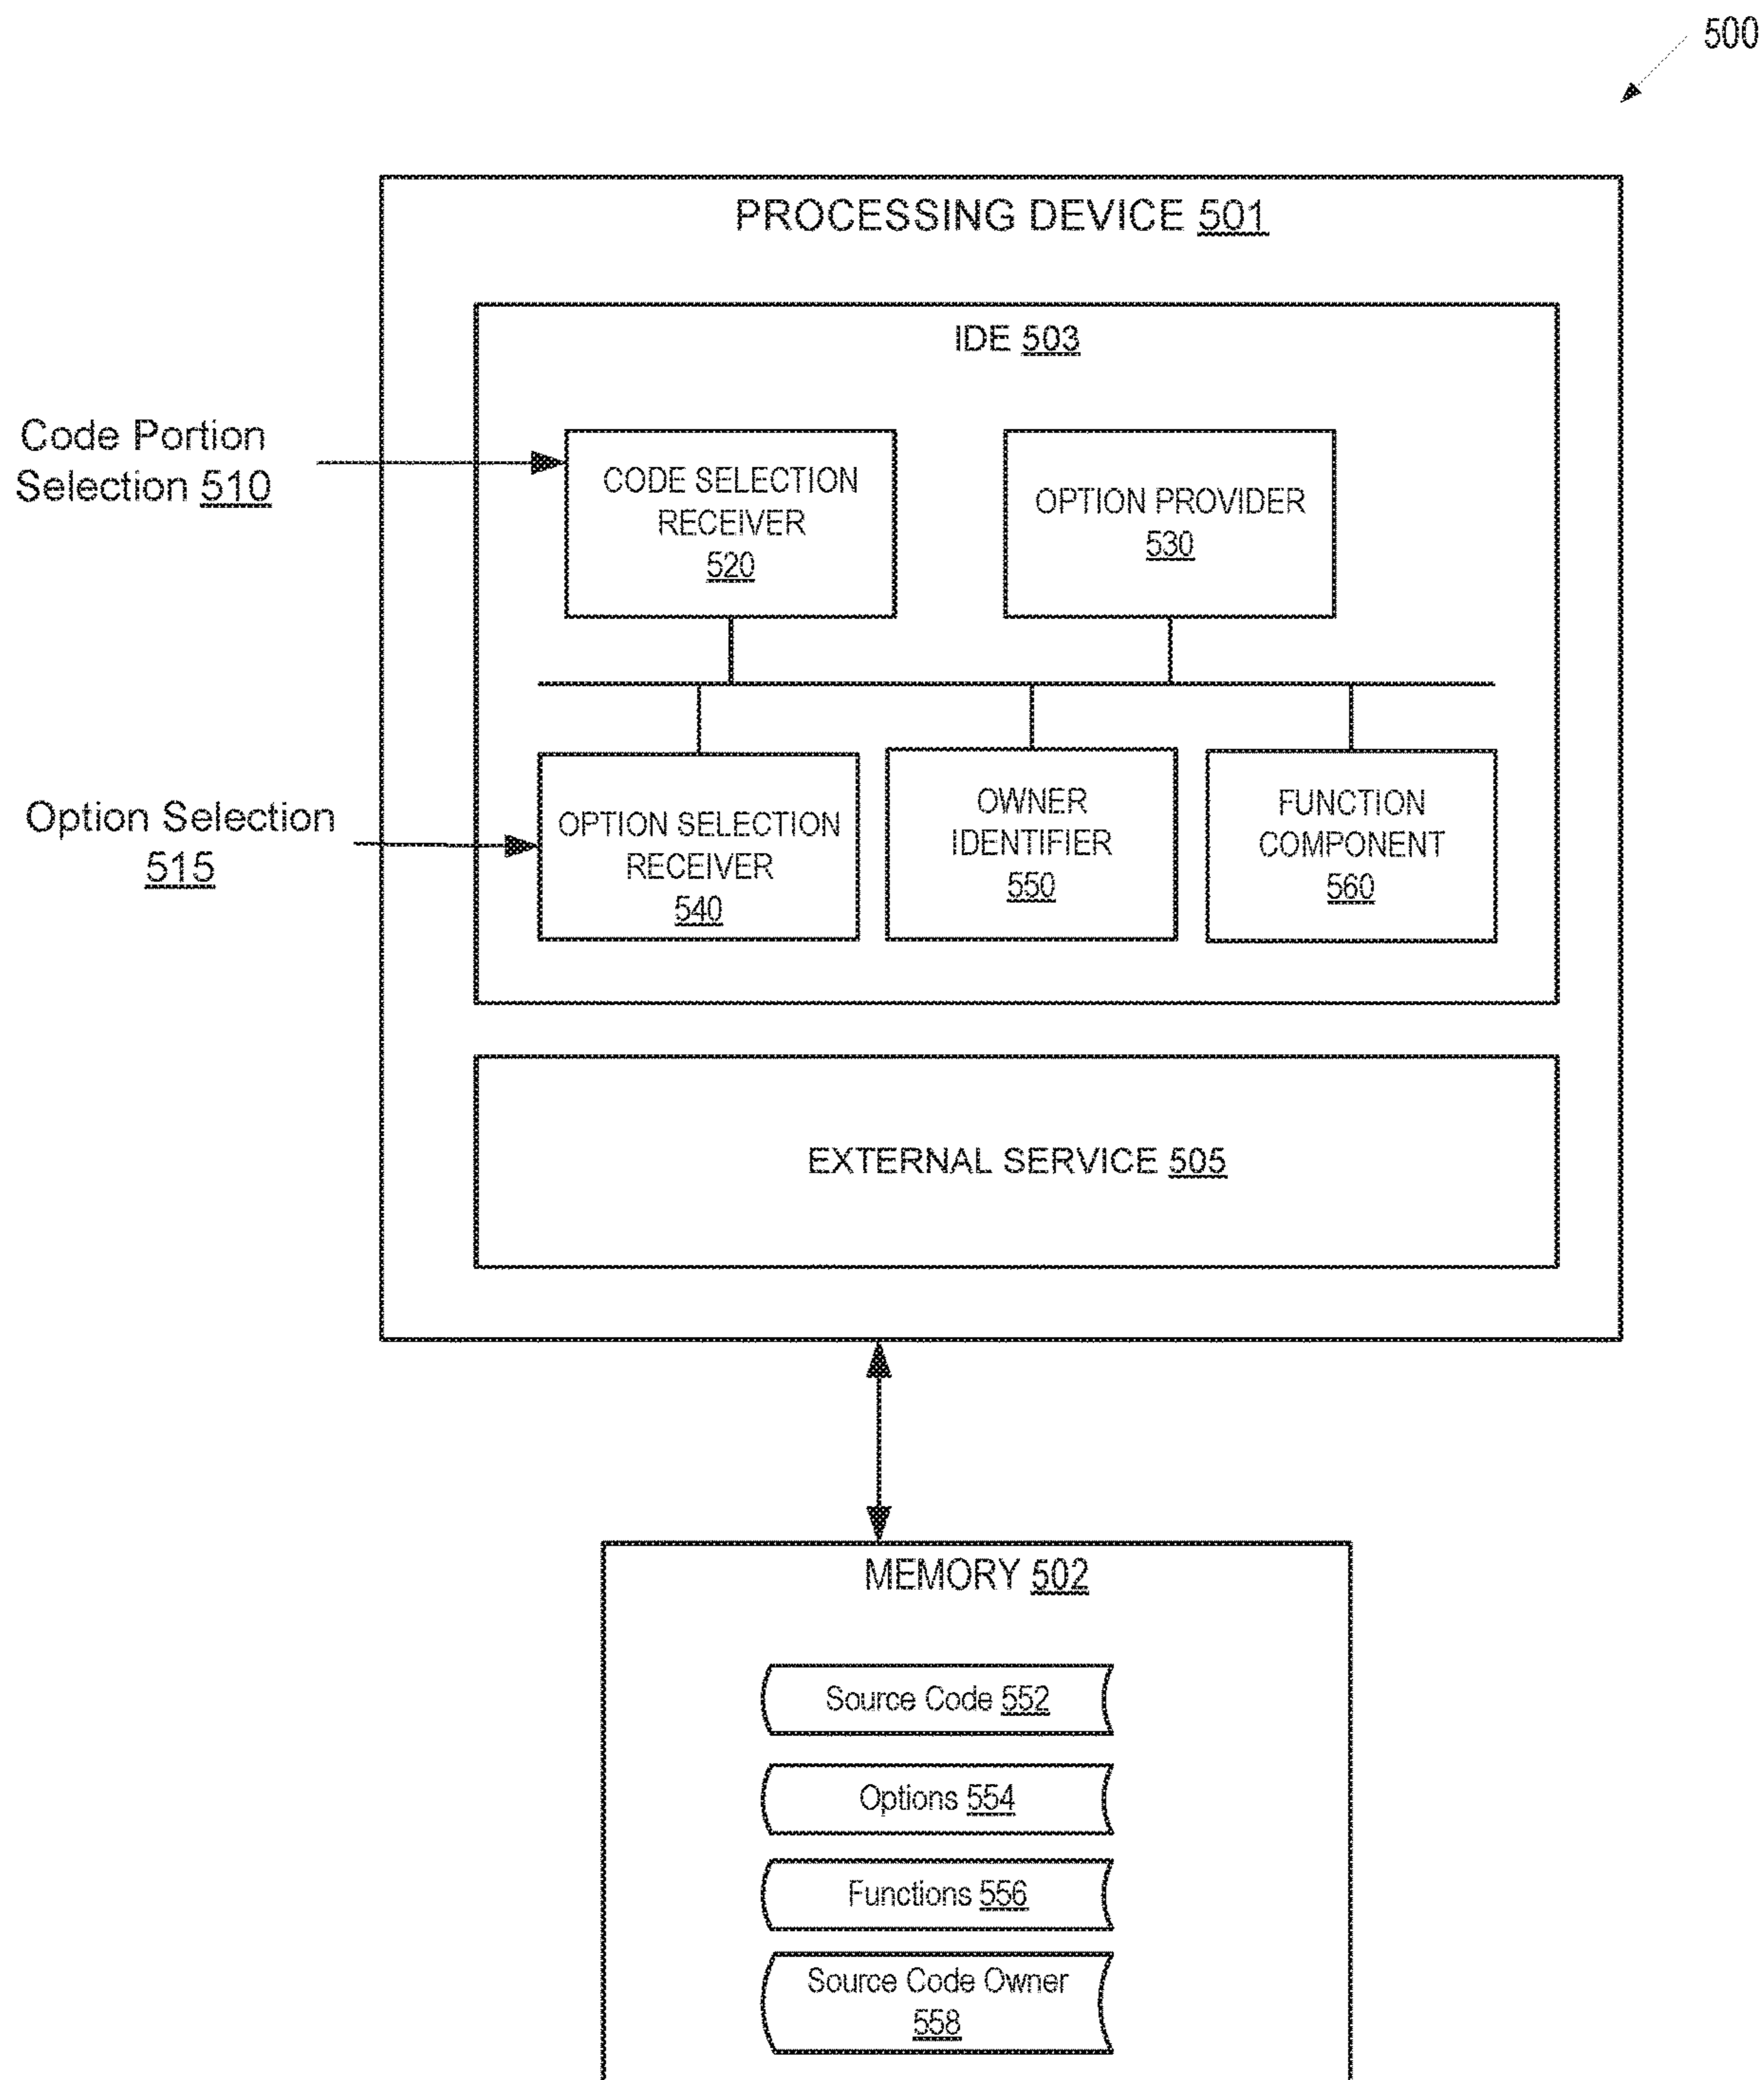 500
PROCESSING DEVICE 501
IDE 503
Code Portion
Selection 510
CODE SELECTION
RECEIVER
520
OPTION PROVIDER
530
Option Selection
515
OPTION SELECTION
RECEIVER
540
OWNER
IDENTIFIER
550
FUNCTION
COMPONENT
560
EXTERNAL SERVICE 505
MEMORY 502
Source Code 552
Options 554
Functions 556
Source Code Owner
558